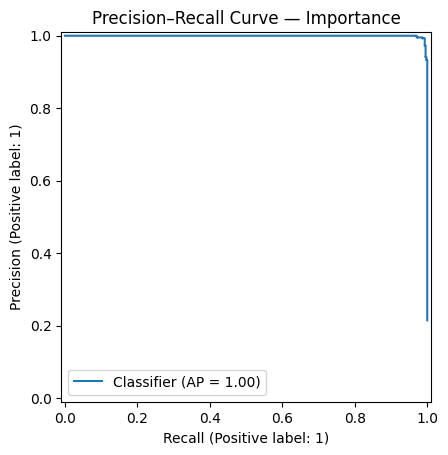 Precision–Recall Curve — Importance
Precision (Positive label: 1)
1.0
0.8
0.6
0.4
0.2
0.0
Classifier (AP = 1.00)
0.0 0.2 0.4 0.6 0.8 1.0
Recall (Positive label: 1)